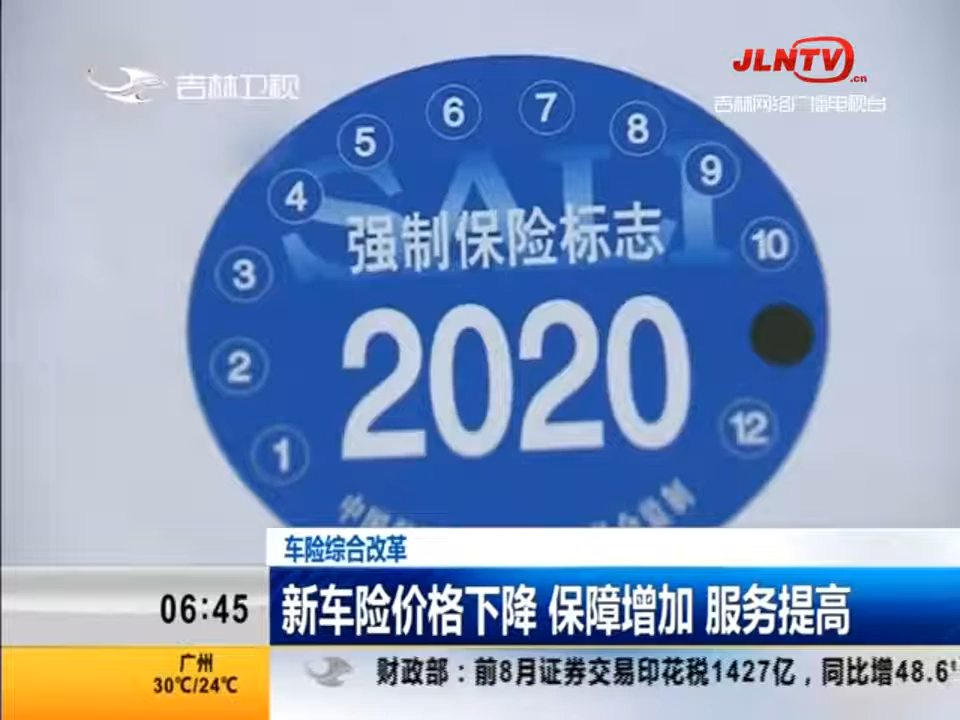 吉林卫视
JLNTV.cn
吉林网络广播电视台
SALI
1 2 3 4 5 6 7 8 9 10 12
强制保险标志
2020
车险综合改革
新车险价格下降 保障增加 服务提高
06:45
广州
30℃/24℃
财政部：前8月证券交易印花税1427亿，同比增48.6